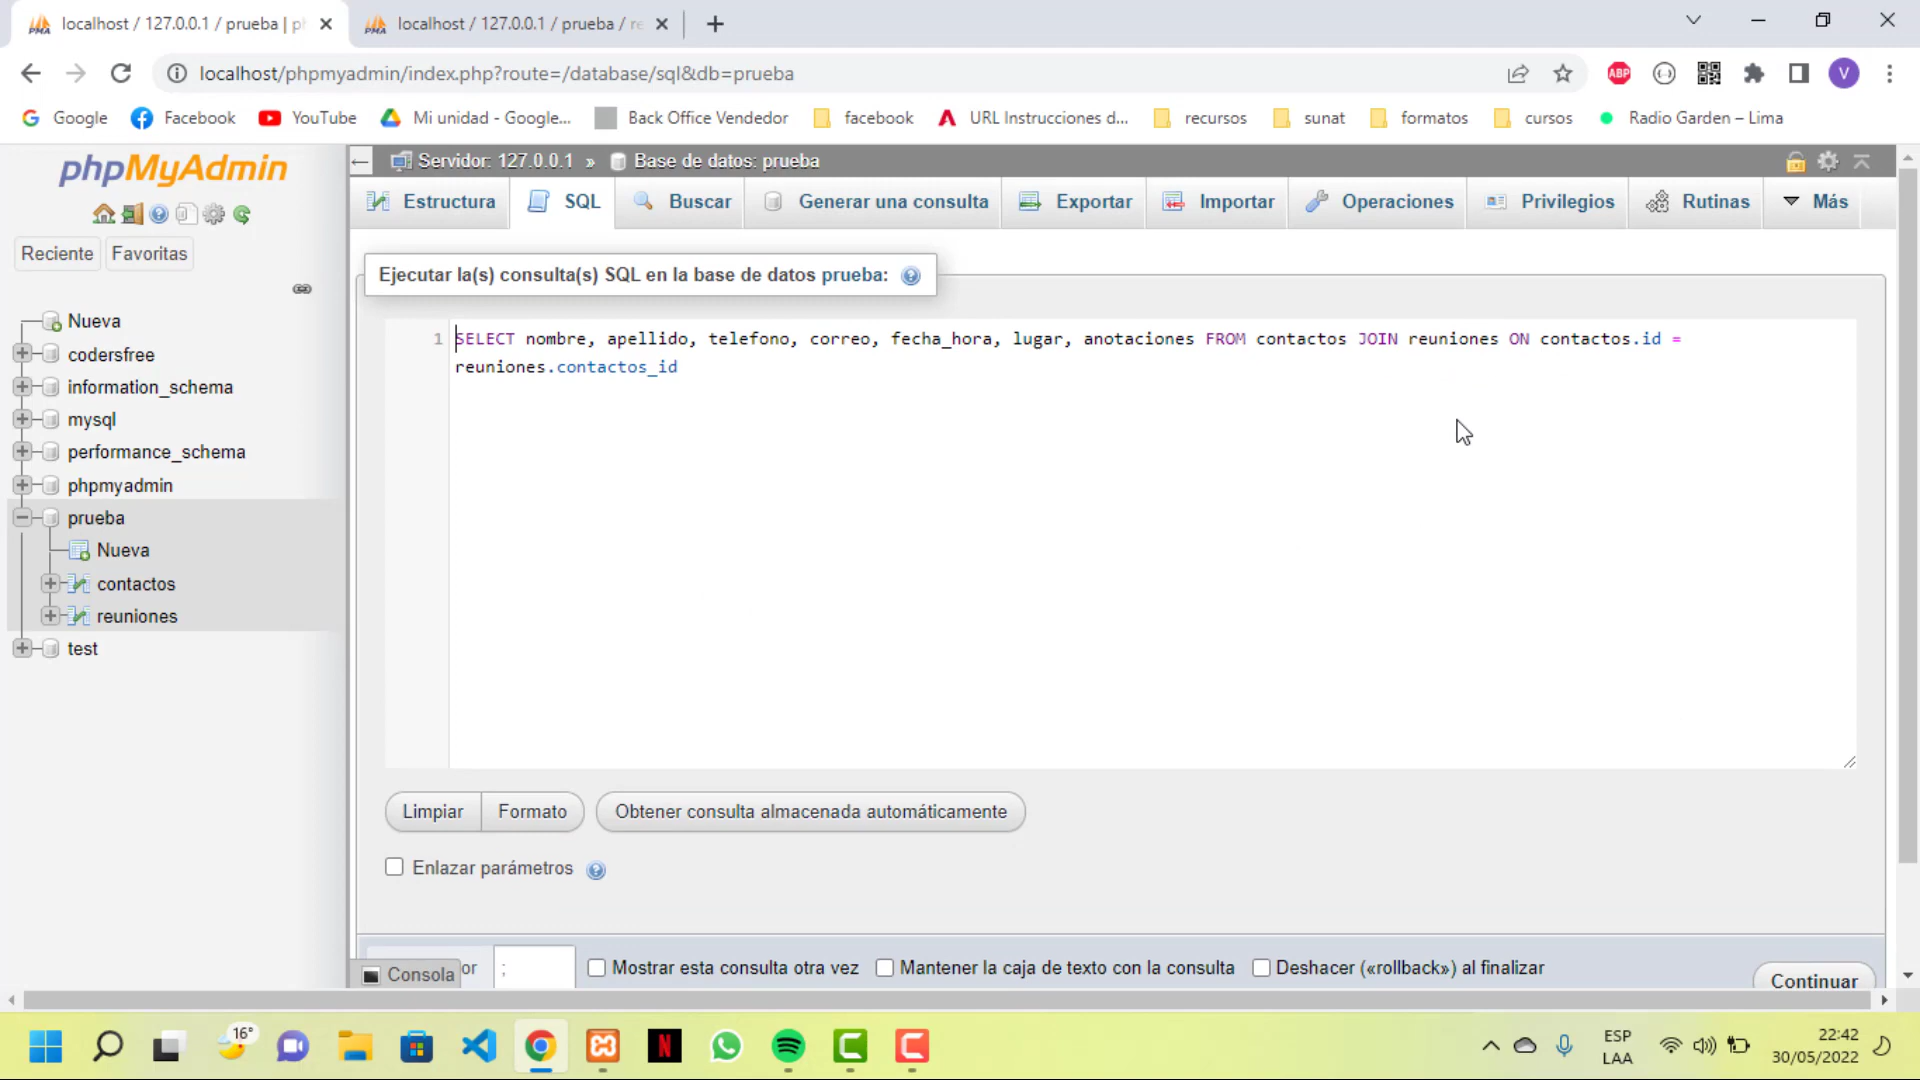 localhost / 127.0.0.1 / prueba | p
localhost / 127.0.0.1 / prueba / re
localhost/phpmyadmin/index.php?route=/database/sql&db=prueba
ABP
V
Google
Facebook
YouTube
Mi unidad - Google...
Back Office Vendedor
facebook
URL Instrucciones d...
recursos
sunat
formatos
cursos
Radio Garden – Lima
phpMyAdmin
Reciente
Favoritas
Nueva
codersfree
information_schema
mysql
performance_schema
phpmyadmin
prueba
Nueva
contactos
reuniones
test
Servidor: 127.0.0.1 » Base de datos: prueba
Estructura
SQL
Buscar
Generar una consulta
Exportar
Importar
Operaciones
Privilegios
Rutinas
Más
Ejecutar la(s) consulta(s) SQL en la base de datos prueba:
1
SELECT nombre, apellido, telefono, correo, fecha_hora, lugar, anotaciones FROM contactos JOIN reuniones ON contactos.id =
reuniones.contactos_id
Limpiar
Formato
Obtener consulta almacenada automáticamente
Enlazar parámetros
Consola
or
;
Mostrar esta consulta otra vez
Mantener la caja de texto con la consulta
Deshacer («rollback») al finalizar
Continuar
16°
N
ESP
LAA
22:42
30/05/2022